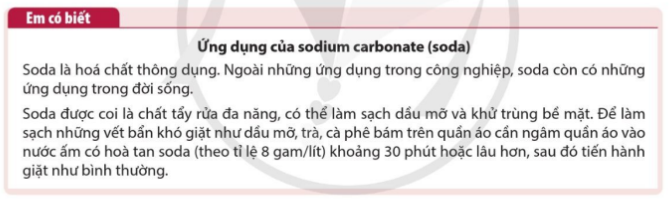 Em có biết
Ứng dụng của sodium carbonate (soda)
Soda là hoá chất thông dụng. Ngoài những ứng dụng trong công nghiệp, soda còn có những
ứng dụng trong đời sống.
Soda được coi là chất tẩy rửa đa năng, có thể làm sạch dầu mỡ và khử trùng bề mặt. Để làm
sạch những vết bẩn khó giặt như dầu mỡ, trà, cà phê bám trên quần áo cần ngâm quần áo vào
nước ấm có hoà tan soda (theo tỉ lệ 8 gam/lít) khoảng 30 phút hoặc lâu hơn, sau đó tiến hành
giặt như bình thường.